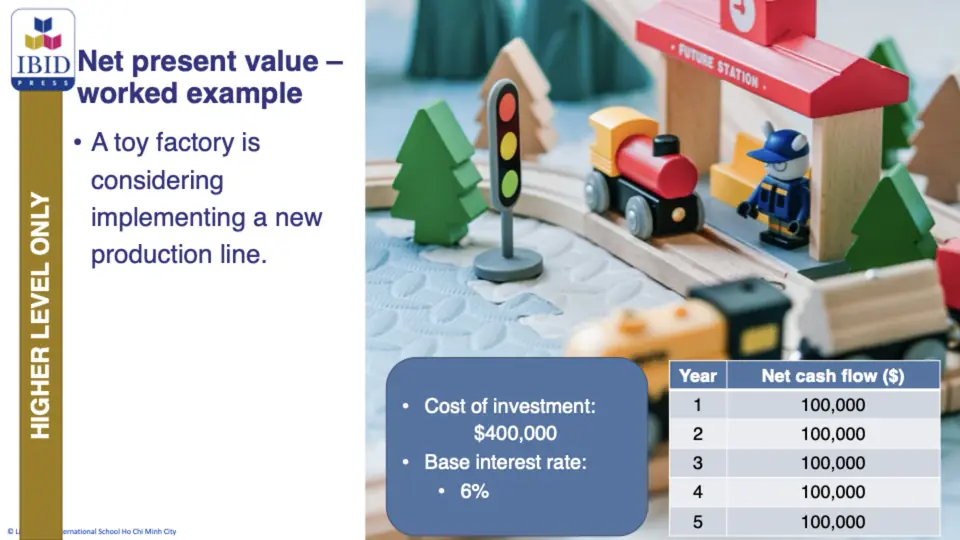 IBID
PRESS
Net present value –
worked example
• A toy factory is
considering
implementing a new
production line.
HIGHER LEVEL ONLY
FUTURE STATION
• Cost of investment:
$400,000
• Base interest rate:
• 6%
Year Net cash flow ($)
1 100,000
2 100,000
3 100,000
4 100,000
5 100,000
© International School Ho Chi Minh City